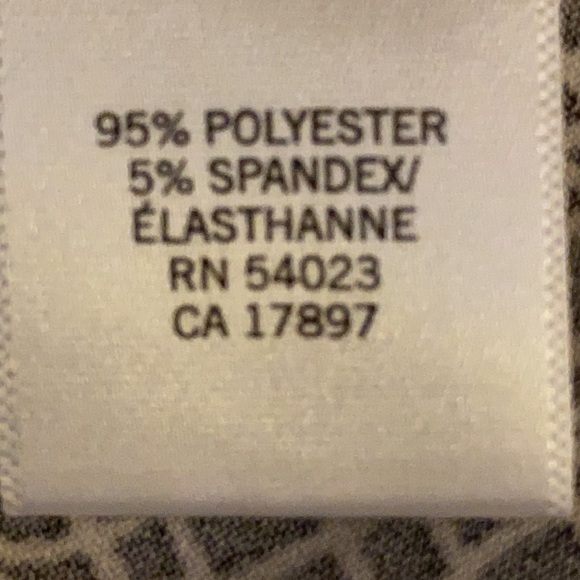 95% POLYESTER
5% SPANDEX/
ÉLASTHANNE
RN 54023
CA 17897